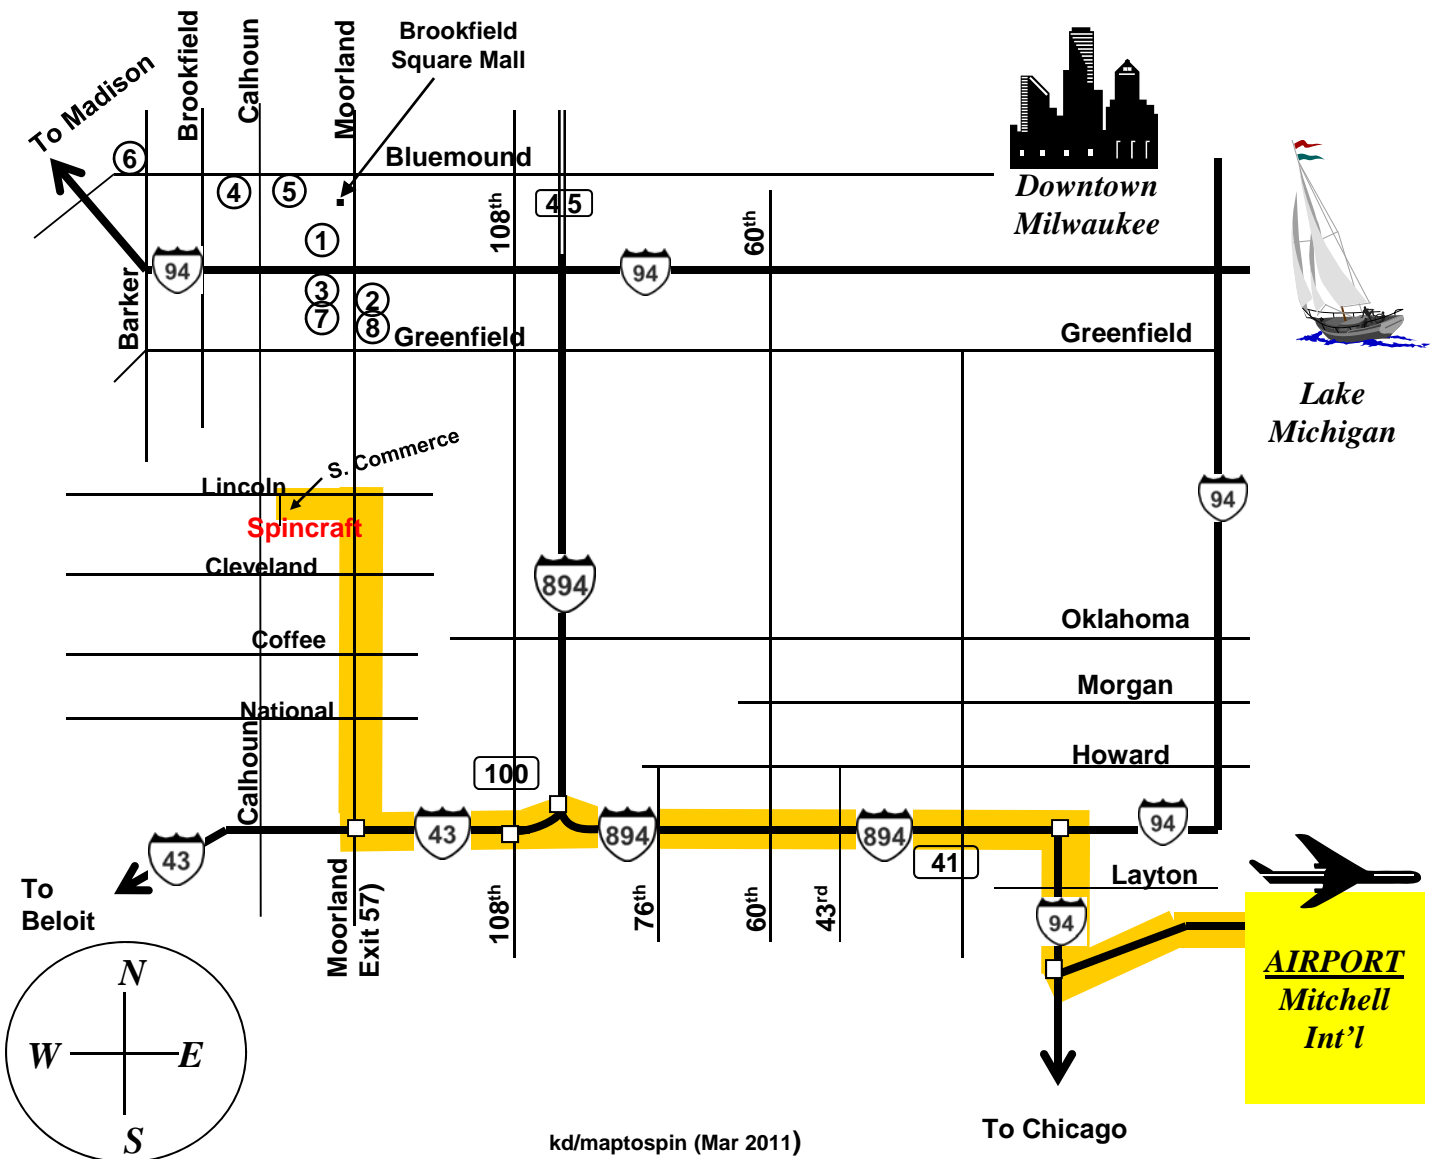 Brookfield
Calhoun
Moorland
Brookfield
Square Mall
To Madison
Bluemound
6
4
5
1
3
2
7
8
94
108th
45
60th
94
Downtown
Milwaukee
Barker
Greenfield
Greenfield
Lake
Michigan
S. Commerce
Lincoln
Spincraft
Cleveland
Coffee
National
Calhoun
894
94
Oklahoma
Morgan
Howard
100
43
43
894
894
41
94
Layton
94
To
Beloit
Moorland
Exit 57)
108th
76th
60th
43rd
AIRPORT
Mitchell
Int'l
N
W
E
S
To Chicago
kd/maptospin (Mar 2011)